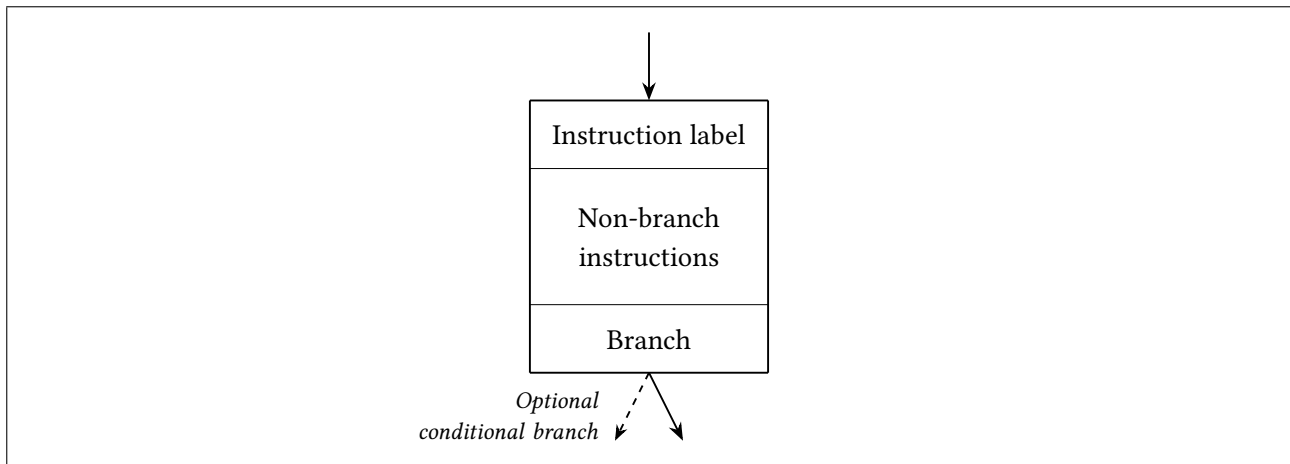 Instruction label
Non-branch
instructions
Branch
Optional
conditional branch